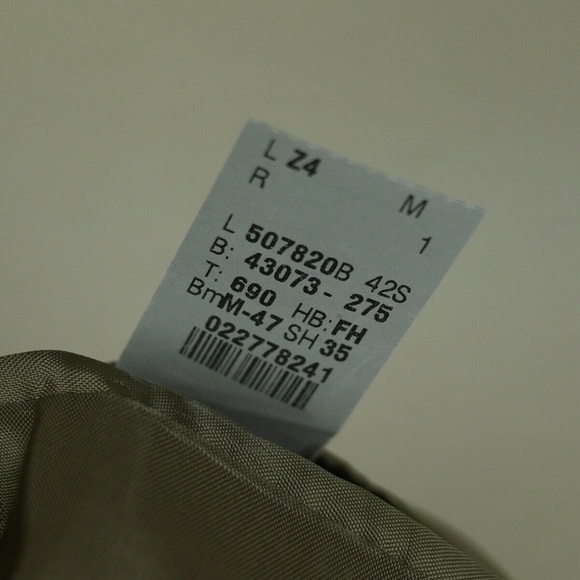 L Z4 M
R 1
L 507820B 42S
B: 43073- 275
T: 690 HB: FH
BmM-47 SH 35
022778241